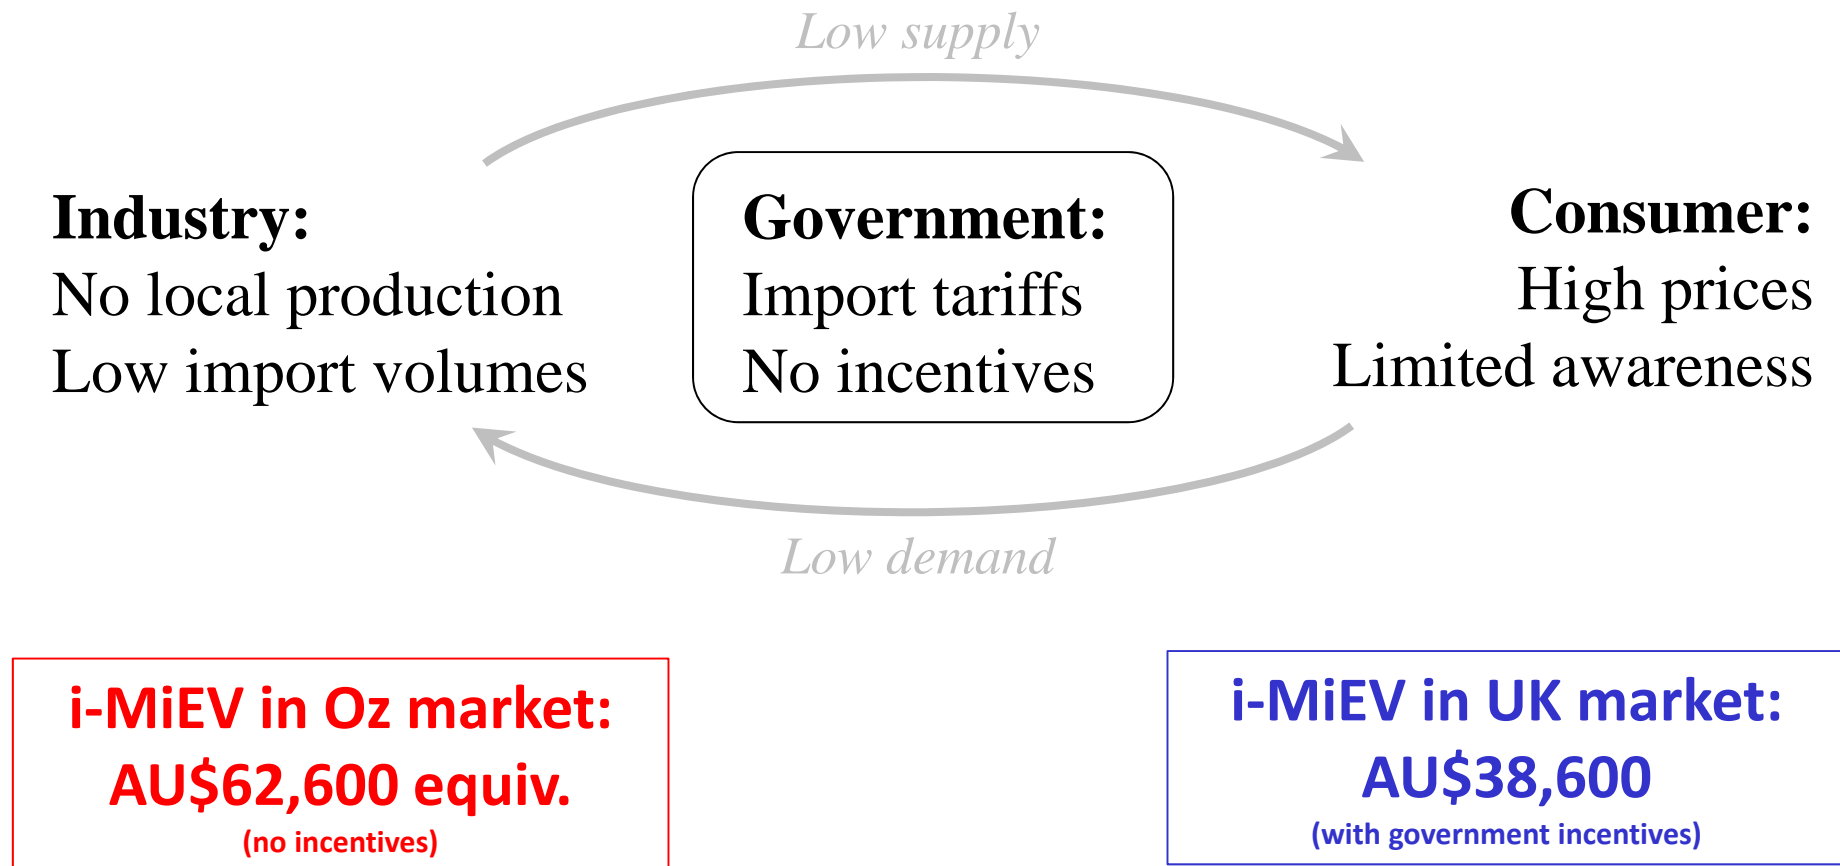 Low supply
Industry:
No local production
Low import volumes
Government:
Import tariffs
No incentives
Consumer:
High prices
Limited awareness
Low demand
i-MiEV in Oz market:
AU$62,600 equiv.
(no incentives)
i-MiEV in UK market:
AU$38,600
(with government incentives)